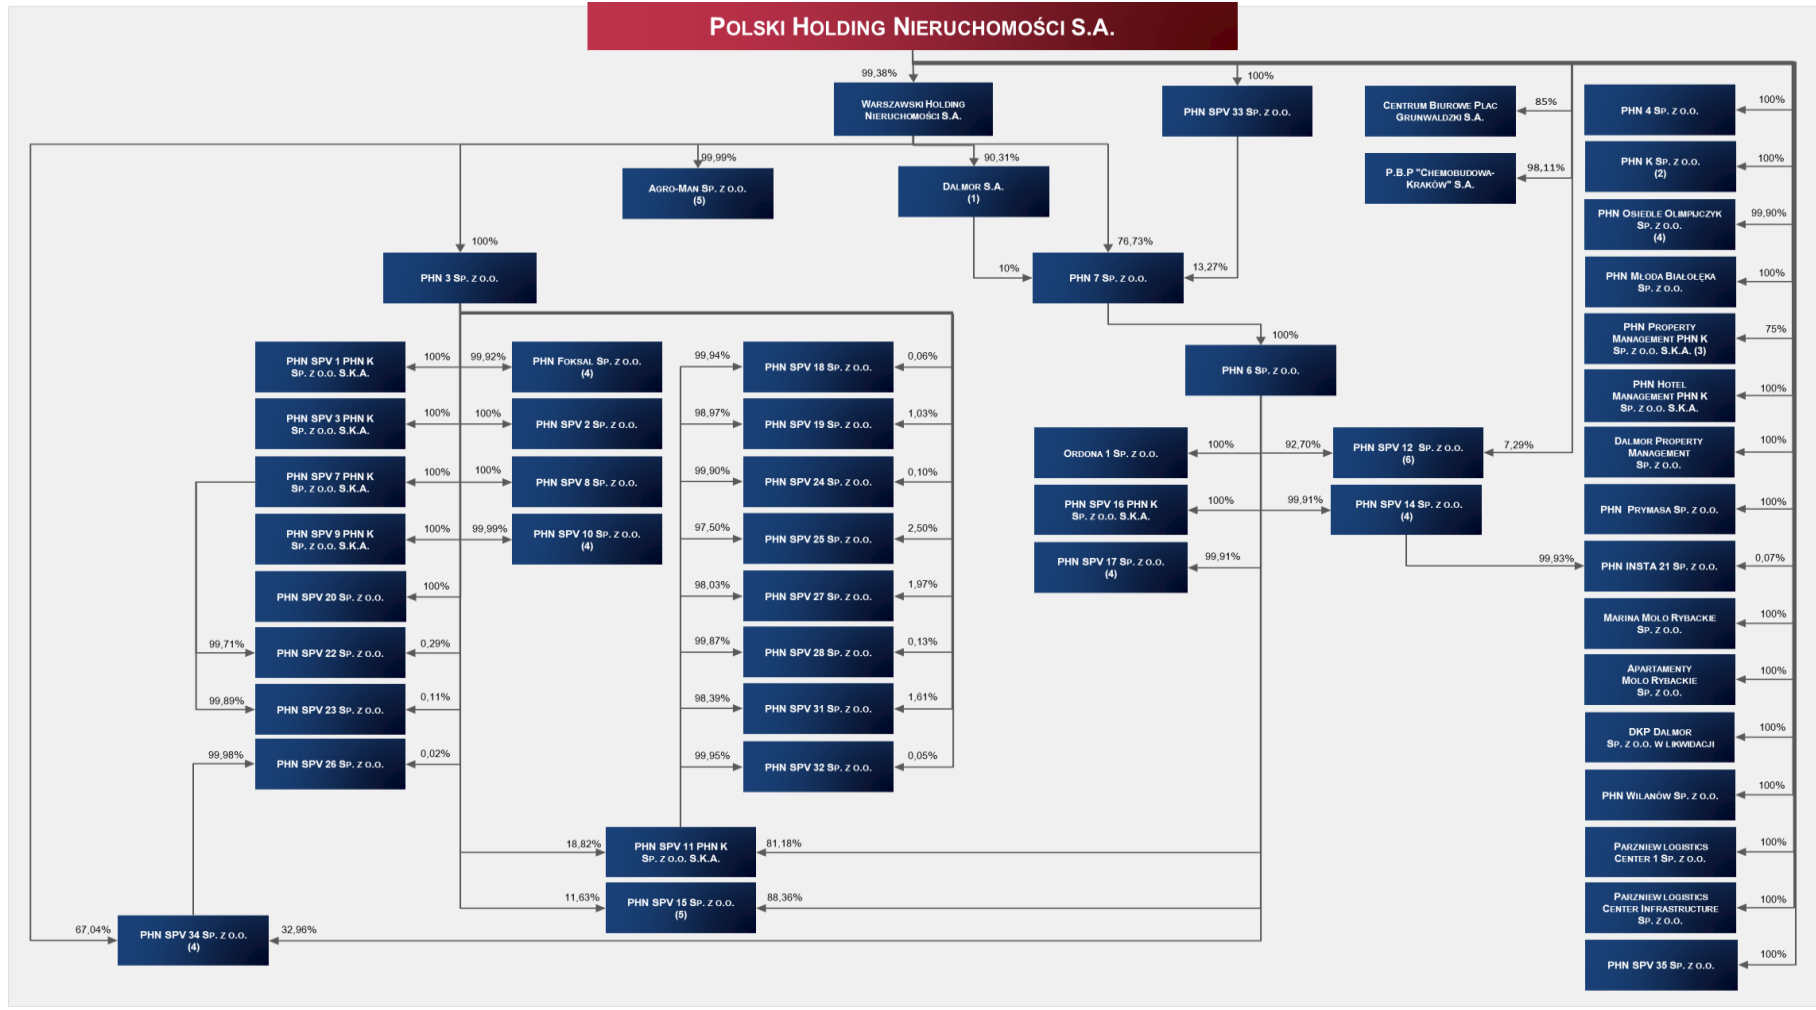 POLSKI HOLDING NIERUCHOMOŚCI S.A.
99,38%
100%
WARSZAWSKI HOLDING
NIERUCHOMOŚCI S.A.
PHN SPV 33 SP. Z O.O.
CENTRUM BIUROWE PLAC
GRUNWALDZKI S.A.
85%
PHN 4 SP. Z O.O.
100%
99,99%
90,31%
AGRO-MAN SP. Z O.O.
(5)
DALMOR S.A.
(1)
P.B.P "CHEMOBUDOWA-
KRAKÓW" S.A.
98,11%
PHN K SP. Z O.O.
(2)
100%
PHN OSIEDLE OLIMPIJCZYK
SP. Z O.O.
(4)
99,90%
100%
76,73%
PHN 3 SP. Z O.O.
10%
PHN 7 SP. Z O.O.
13,27%
PHN MŁODA BIAŁOŁĘKA
SP. Z O.O.
100%
100%
PHN PROPERTY
MANAGEMENT PHN K
SP. Z O.O. S.K.A. (3)
75%
PHN SPV 1 PHN K
SP. Z O.O. S.K.A.
100%
99,92%
PHN FOKSAL SP. Z O.O.
(4)
99,94%
PHN SPV 18 SP. Z O.O.
0,06%
PHN 6 SP. Z O.O.
PHN HOTEL
MANAGEMENT PHN K
SP. Z O.O. S.K.A.
100%
PHN SPV 3 PHN K
SP. Z O.O. S.K.A.
100%
100%
PHN SPV 2 SP. Z O.O.
98,97%
PHN SPV 19 SP. Z O.O.
1,03%
ORDONA 1 SP. Z O.O.
100%
92,70%
PHN SPV 12 SP. Z O.O.
(6)
7,29%
DALMOR PROPERTY
MANAGEMENT
SP. Z O.O.
100%
PHN SPV 7 PHN K
SP. Z O.O. S.K.A.
100%
100%
PHN SPV 8 SP. Z O.O.
99,90%
PHN SPV 24 SP. Z O.O.
0,10%
PHN SPV 16 PHN K
SP. Z O.O. S.K.A.
100%
99,91%
PHN SPV 14 SP. Z O.O.
(4)
PHN PRYMASA SP. Z O.O.
100%
PHN SPV 9 PHN K
SP. Z O.O. S.K.A.
100%
99,99%
PHN SPV 10 SP. Z O.O.
(4)
97,50%
PHN SPV 25 SP. Z O.O.
2,50%
PHN SPV 17 SP. Z O.O.
(4)
99,91%
99,93%
PHN INSTA 21 SP. Z O.O.
0,07%
PHN SPV 20 SP. Z O.O.
100%
98,03%
PHN SPV 27 SP. Z O.O.
1,97%
MARINA MOLO RYBACKIE
SP. Z O.O.
100%
99,71%
PHN SPV 22 SP. Z O.O.
0,29%
99,87%
PHN SPV 28 SP. Z O.O.
0,13%
APARTAMENTY
MOLO RYBACKIE
SP. Z O.O.
100%
99,89%
PHN SPV 23 SP. Z O.O.
0,11%
98,39%
PHN SPV 31 SP. Z O.O.
1,61%
DKP DALMOR
SP. Z O.O. W LIKWIDACJI
100%
99,98%
PHN SPV 26 SP. Z O.O.
0,02%
99,95%
PHN SPV 32 SP. Z O.O.
0,05%
PHN WILANÓW SP. Z O.O.
100%
18,82%
PHN SPV 11 PHN K
SP. Z O.O. S.K.A.
81,18%
PARZNIEW LOGISTICS
CENTER 1 SP. Z O.O.
100%
11,63%
PHN SPV 15 SP. Z O.O.
(5)
88,36%
PARZNIEW LOGISTICS
CENTER INFRASTRUCTURE
SP. Z O.O.
100%
67,04%
PHN SPV 34 SP. Z O.O.
(4)
32,96%
PHN SPV 35 SP. Z O.O.
100%